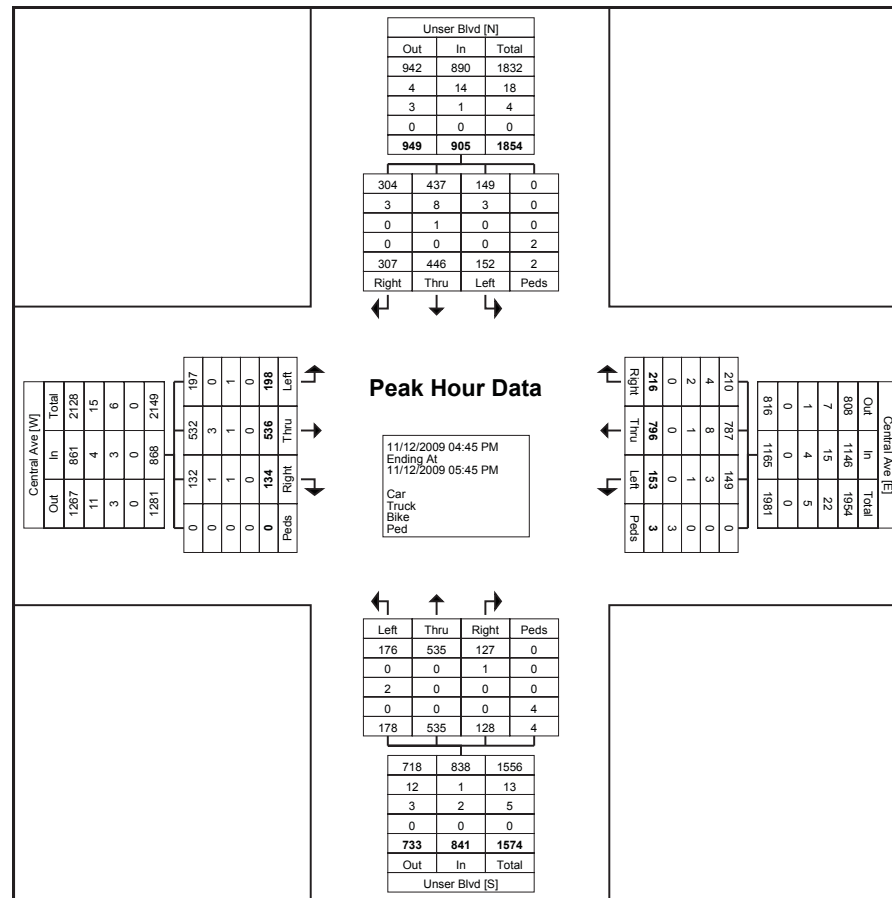 Unser Blvd [N]
Out In Total
942 890 1832
4 14 18
3 1 4
0 0 0
949 905 1854
304 437 149 0
3 8 3 0
0 1 0 0
0 0 0 2
307 446 152 2
Right Thru Left Peds
Central Ave [W]
Total In Out
2128 861 1267
15 4 11
6 3 3
0 0 0
2149 868 1281
197 532 132 0
0 3 1 0
1 1 1 0
0 0 0 0
198 536 134 0
Left Thru Right Peds
Peak Hour Data
11/12/2009 04:45 PM
Ending At
11/12/2009 05:45 PM
Car
Truck
Bike
Ped
Right Thru Left Peds
216 796 153 3
0 0 0 3
2 1 1 0
4 8 3 0
210 787 149 0
816 1165 1981
0 0 0
1 4 5
7 15 22
808 1146 1954
Out In Total
Central Ave [E]
Left Thru Right Peds
176 535 127 0
0 0 1 0
2 0 0 0
0 0 0 4
178 535 128 4
718 838 1556
12 1 13
3 2 5
0 0 0
733 841 1574
Out In Total
Unser Blvd [S]